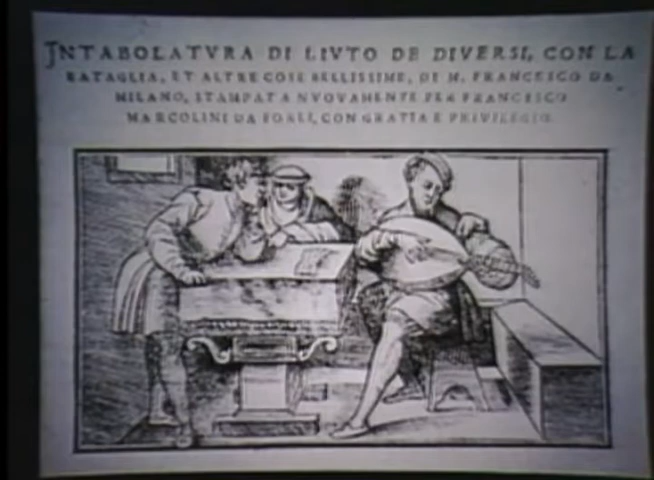 INTABOLATVRA DI LIVTO DE DIVERSI, CON LA
BATAGLIA, ET ALTRE COSE BELLISSIME, DI M. FRANCESCO DA
MILANO, STAMPATA NVOVAMENTE PER FRANCESCO
MARCOLINI DA FORLI, CON GRATIA E PRIVILEGIO.